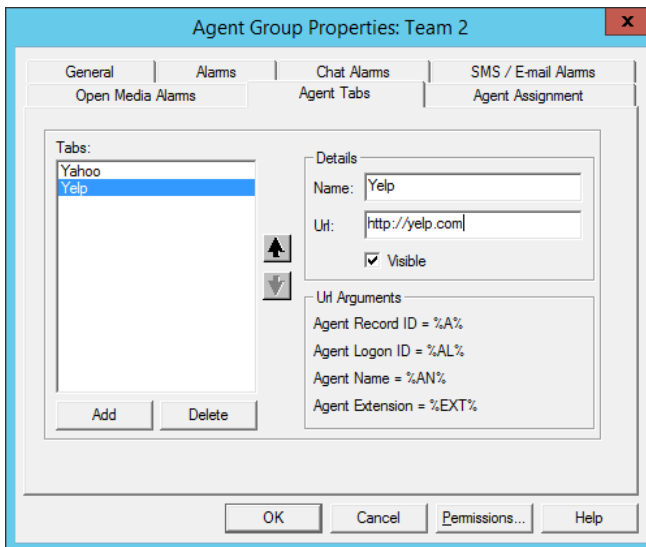 Agent Group Properties: Team 2
x
General
Alarms
Chat Alarms
SMS / E-mail Alarms
Open Media Alarms
Agent Tabs
Agent Assignment
Tabs:
Yahoo
Yelp
Add
Delete
Details
Name: Yelp
Url: http://yelp.com
Visible
Url Arguments
Agent Record ID = %A%
Agent Logon ID = %AL%
Agent Name = %AN%
Agent Extension = %EXT%
OK
Cancel
Permissions...
Help